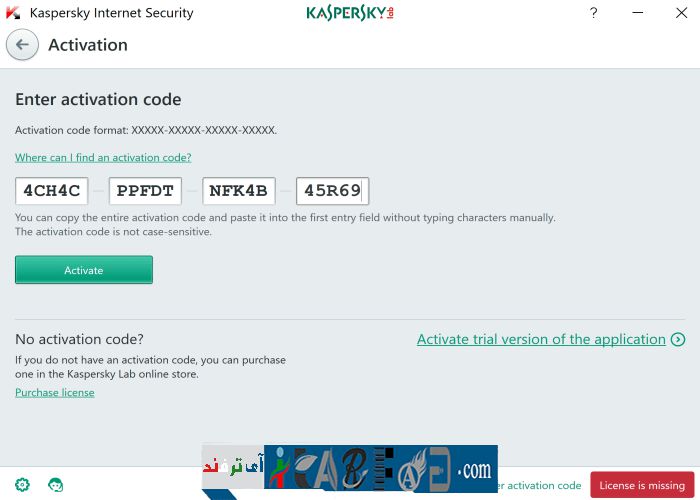 Kaspersky Internet Security
KASPERSKY lab
?
Activation
Enter activation code
Activation code format: XXXXX-XXXXX-XXXXX-XXXXX.
Where can I find an activation code?
4CH4C – PPFDT – NFK4B – 45R69
You can copy the entire activation code and paste it into the first entry field without typing characters manually.
The activation code is not case-sensitive.
Activate
No activation code?
Activate trial version of the application
If you do not have an activation code, you can purchase
one in the Kaspersky Lab online store.
Purchase license
آی ترفند
.com
activation code
License is missing